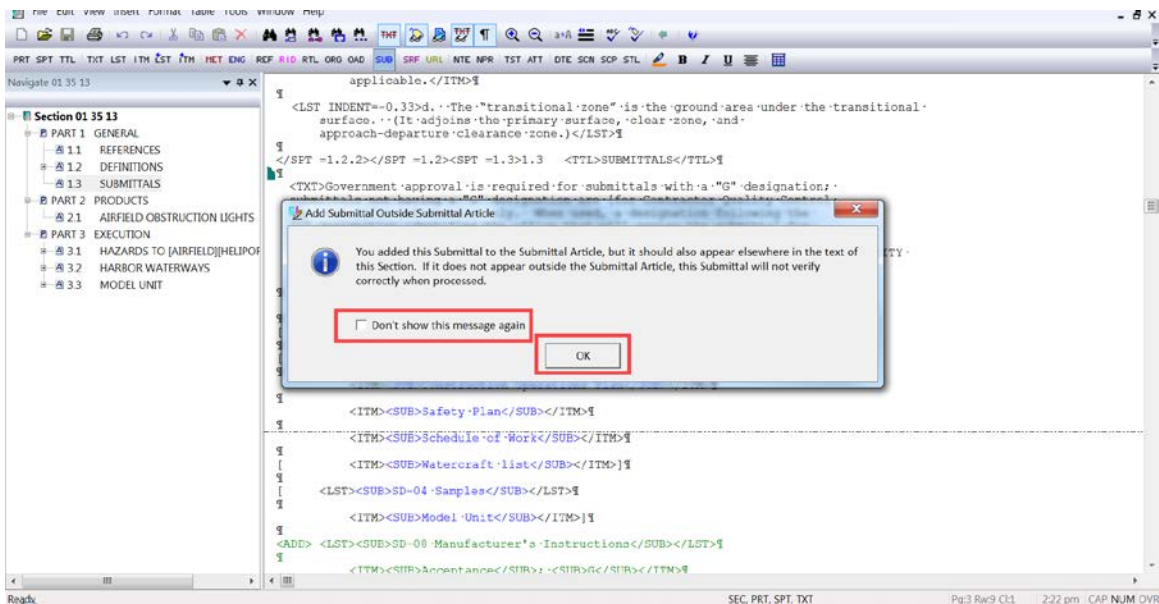 File Edit View Insert Format Table Tools Window Help
PRT SPT TTL TXT LST ITM LST ITM MET ENG REF RID RTL ORG OAD SUB SRF URL NTE NPR TST ATT DTE SCN SCP STL B I U
Navigate 01 35 13
Section 01 35 13
PART 1 GENERAL
1.1 REFERENCES
1.2 DEFINITIONS
1.3 SUBMITTALS
PART 2 PRODUCTS
2.1 AIRFIELD OBSTRUCTION LIGHTS
PART 3 EXECUTION
3.1 HAZARDS TO [AIRFIELD][HELIPOR
3.2 HARBOR WATERWAYS
3.3 MODEL UNIT
applicable.</ITM>¶
¶
<LST INDENT=-0.33>d.··The·"transitional·zone"·is·the·ground·area·under·the·transitional·
surface.··(It·adjoins·the·primary·surface,·clear·zone,·and·
approach-departure·clearance·zone.)</LST>¶
¶
</SPT =1.2.2></SPT =1.2><SPT =1.3>1.3 <TTL>SUBMITTALS</TTL>¶
¶
<TXT>Government·approval·is·required·for·submittals·with·a·"G"·designation;·
Add Submittal Outside Submittal Article
You added this Submittal to the Submittal Article, but it should also appear elsewhere in the text of
this Section. If it does not appear outside the Submittal Article, this Submittal will not verify
correctly when processed.
Don't show this message again
OK
¶
<ITM><SUB>Safety·Plan</SUB></ITM>¶
¶
<ITM><SUB>Schedule·of·Work</SUB></ITM>¶
¶
[ <ITM><SUB>Watercraft·list</SUB></ITM>]¶
¶
[ <LST><SUB>SD-04·Samples</SUB></LST>¶
¶
<ITM><SUB>Model·Unit</SUB></ITM>]¶
¶
<ADD> <LST><SUB>SD-08·Manufacturer's·Instructions</SUB></LST>¶
¶
<ITM><SUB>Acceptance</SUB>;·<SUB>G</SUB></ITM>¶
Ready. SEC, PRT, SPT, TXT Pg:3 Rw:9 Cl:1 2:22 pm CAP NUM OVR